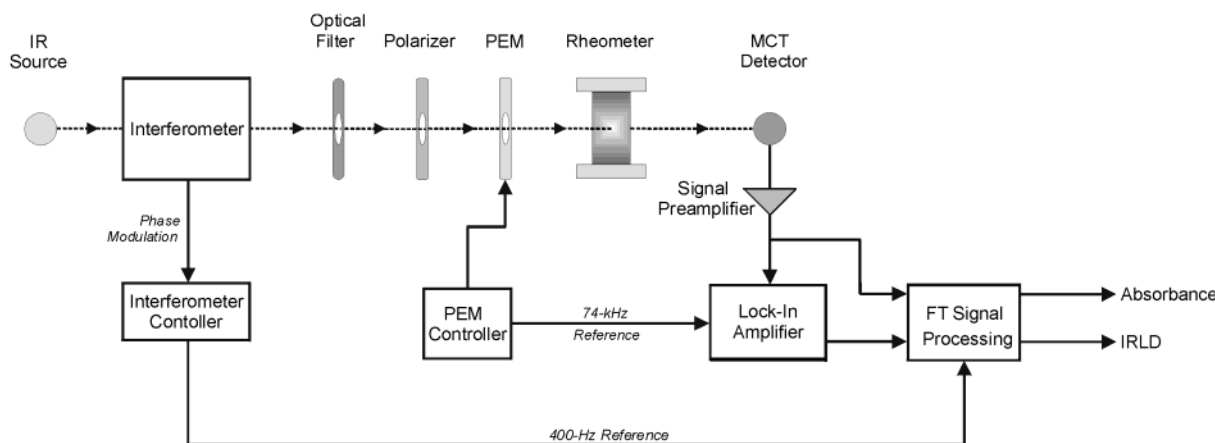 IR
Source
Optical
Filter
Polarizer
PEM
Rheometer
MCT
Detector
Interferometer
Signal
Preamplifier
Phase
Modulation
Interferometer
Contoller
PEM
Controller
74-kHz
Reference
Lock-In
Amplifier
FT Signal
Processing
Absorbance
IRLD
400-Hz Reference